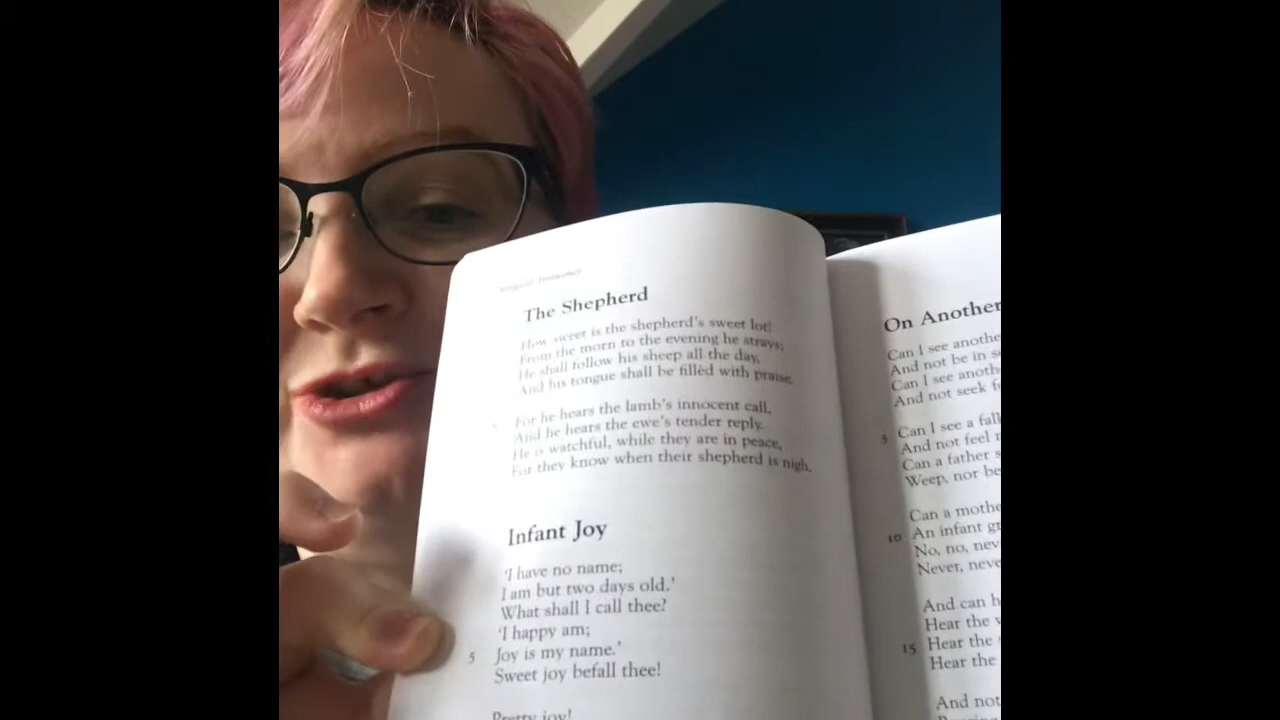 Songs of Innocence
The Shepherd
How sweet is the shepherd's sweet lot!
From the morn to the evening he strays;
He shall follow his sheep all the day,
And his tongue shall be fillèd with praise.
For he hears the lamb's innocent call,
And he hears the ewe's tender reply.
He is watchful, while they are in peace,
For they know when their shepherd is nigh.
Infant Joy
'I have no name;
I am but two days old.'
What shall I call thee?
'I happy am;
5 Joy is my name.'
Sweet joy befall thee!
Pretty joy!
On Another
Can I see anothe
And not be in
Can I see anoth
And not seek
5 Can I see a fall
And not feel
Can a father
Weep, nor be
Can a mothe
10 An infant gr
No, no, nev
Never, neve
And can h
Hear the
15 Hear the
Hear the
And not